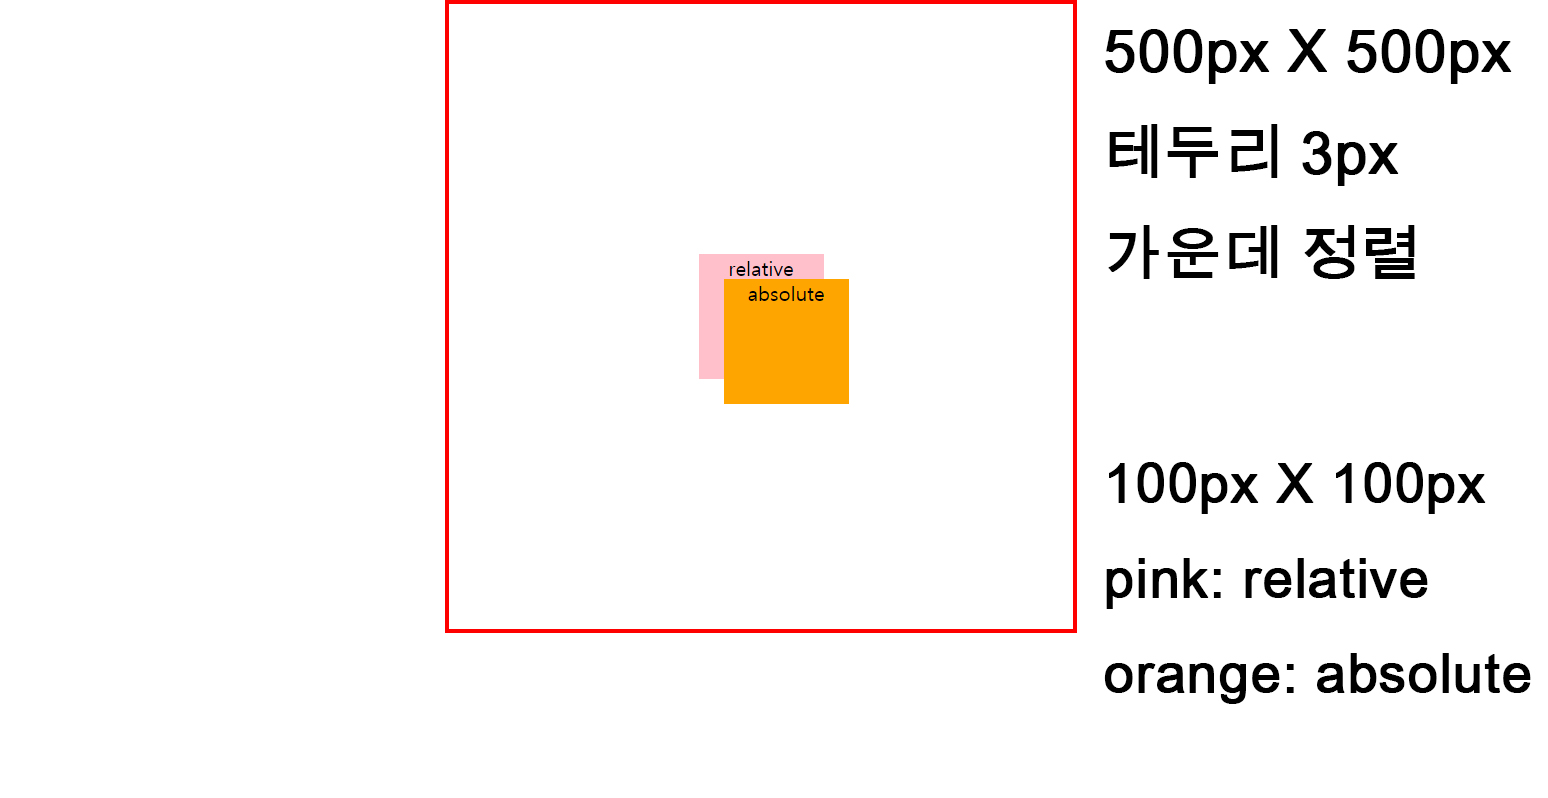 500px X 500px
테두리 3px
가운데 정렬
relative
absolute
100px X 100px
pink: relative
orange: absolute